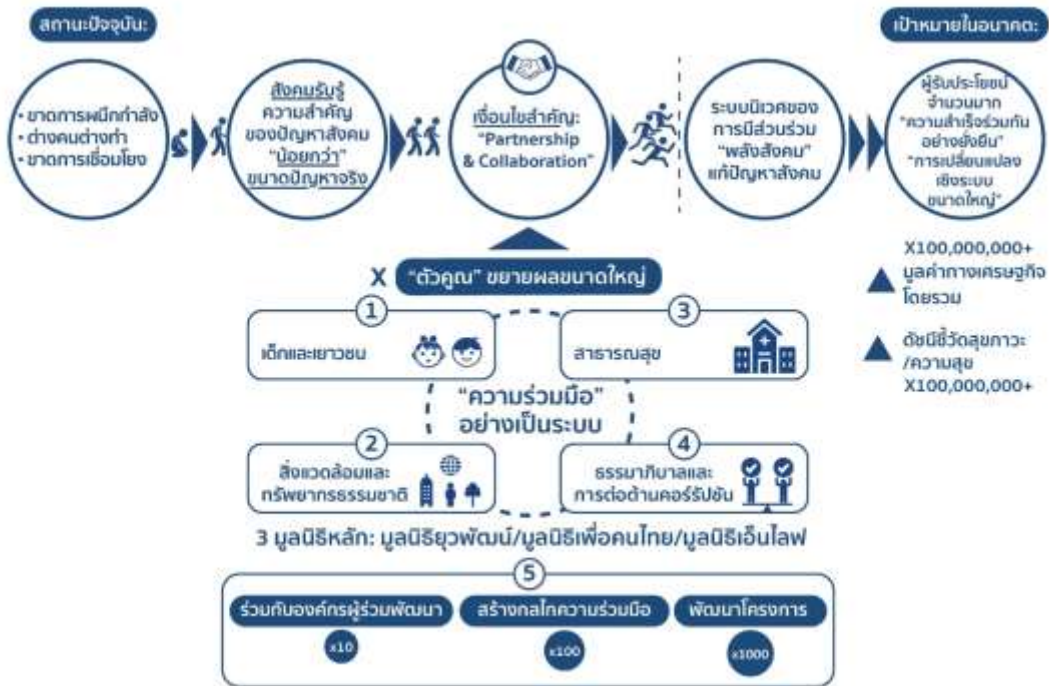 สถานะปัจจุบัน:
เป้าหมายในอนาคต:
• ขาดการผนึกกำลัง
• ต่างคนต่างทำ
• ขาดการเชื่อมโยง
สังคมรับรู้
ความสำคัญ
ของปัญหาสังคม
"น้อยกว่า"
ขนาดปัญหาจริง
เงื่อนไขสำคัญ:
"Partnership
& Collaboration"
ระบบนิเวศของ
การมีส่วนร่วม
"พลังสังคม"
แก้ปัญหาสังคม
ผู้รับประโยชน์
จำนวนมาก
"ความสำเร็จร่วมกัน
อย่างยั่งยืน"
"การเปลี่ยนแปลง
เชิงระบบ
ขนาดใหญ่"
X100,000,000+
มูลค่าทางเศรษฐกิจ
โดยรวม
ดัชนีชี้วัดสุขภาวะ
/ความสุข
X100,000,000+
X "ตัวคูณ" ขยายผลขนาดใหญ่
1
เด็กและเยาวชน
3
สาธารณสุข
"ความร่วมมือ"
อย่างเป็นระบบ
2
สิ่งแวดล้อมและ
ทรัพยากรธรรมชาติ
4
ธรรมาภิบาลและ
การต่อต้านคอร์รัปชัน
3 มูลนิธิหลัก: มูลนิธิยุวพัฒน์/มูลนิธิเพื่อคนไทย/มูลนิธิเอ็นไลฟ
5
ร่วมกับองค์กรผู้ร่วมพัฒนา
x10
สร้างกลไกความร่วมมือ
x100
พัฒนาโครงการ
x1000